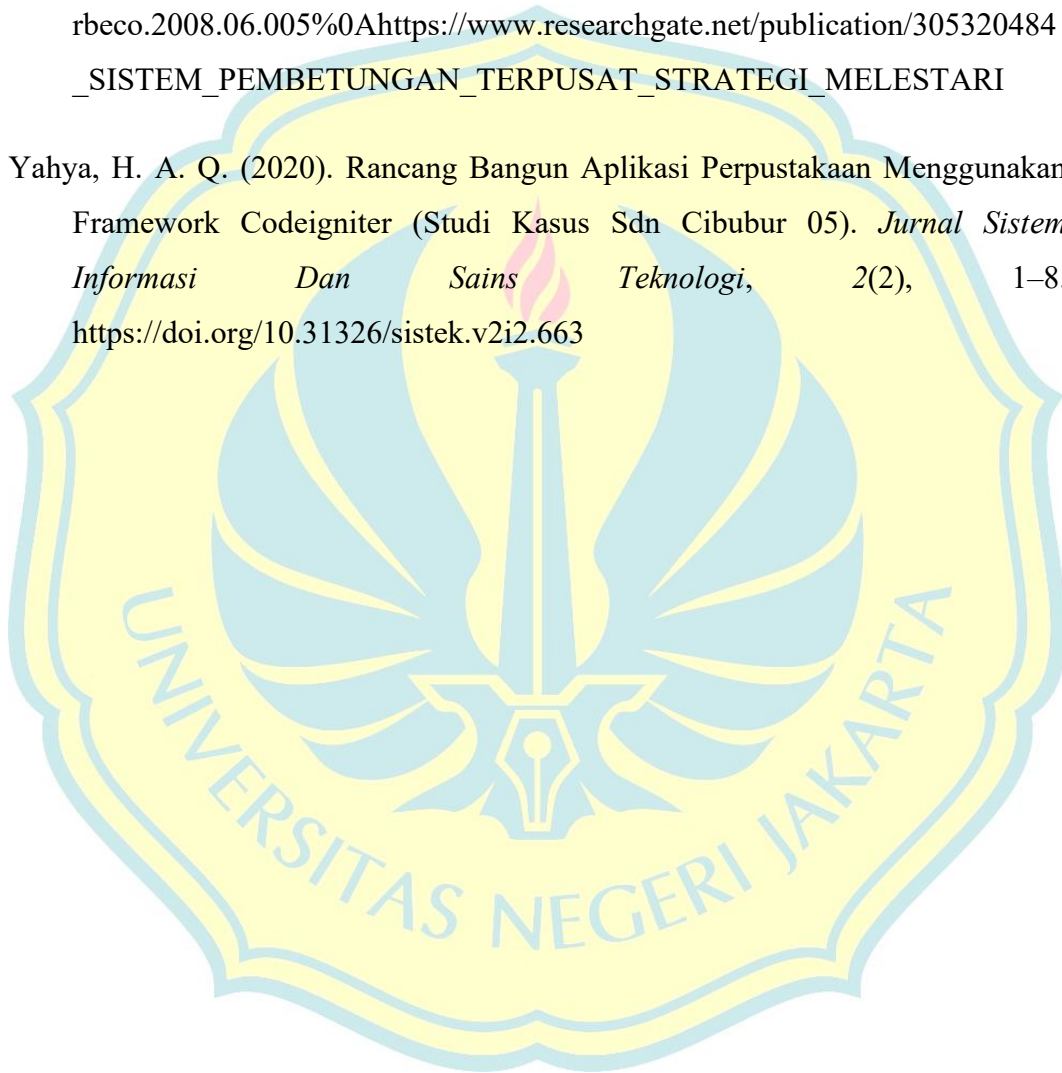 rbeco.2008.06.005%0Ahttps://www.researchgate.net/publication/305320484
_SISTEM_PEMBETUNGAN_TERPUSAT_STRATEGI_MELESTARI
Yahya, H. A. Q. (2020). Rancang Bangun Aplikasi Perpustakaan Menggunakan
Framework Codeigniter (Studi Kasus Sdn Cibubur 05). Jurnal Sistem
Informasi Dan Sains Teknologi, 2(2), 1–8.
https://doi.org/10.31326/sistek.v2i2.663
UNIVERSITAS NEGERI JAKARTA